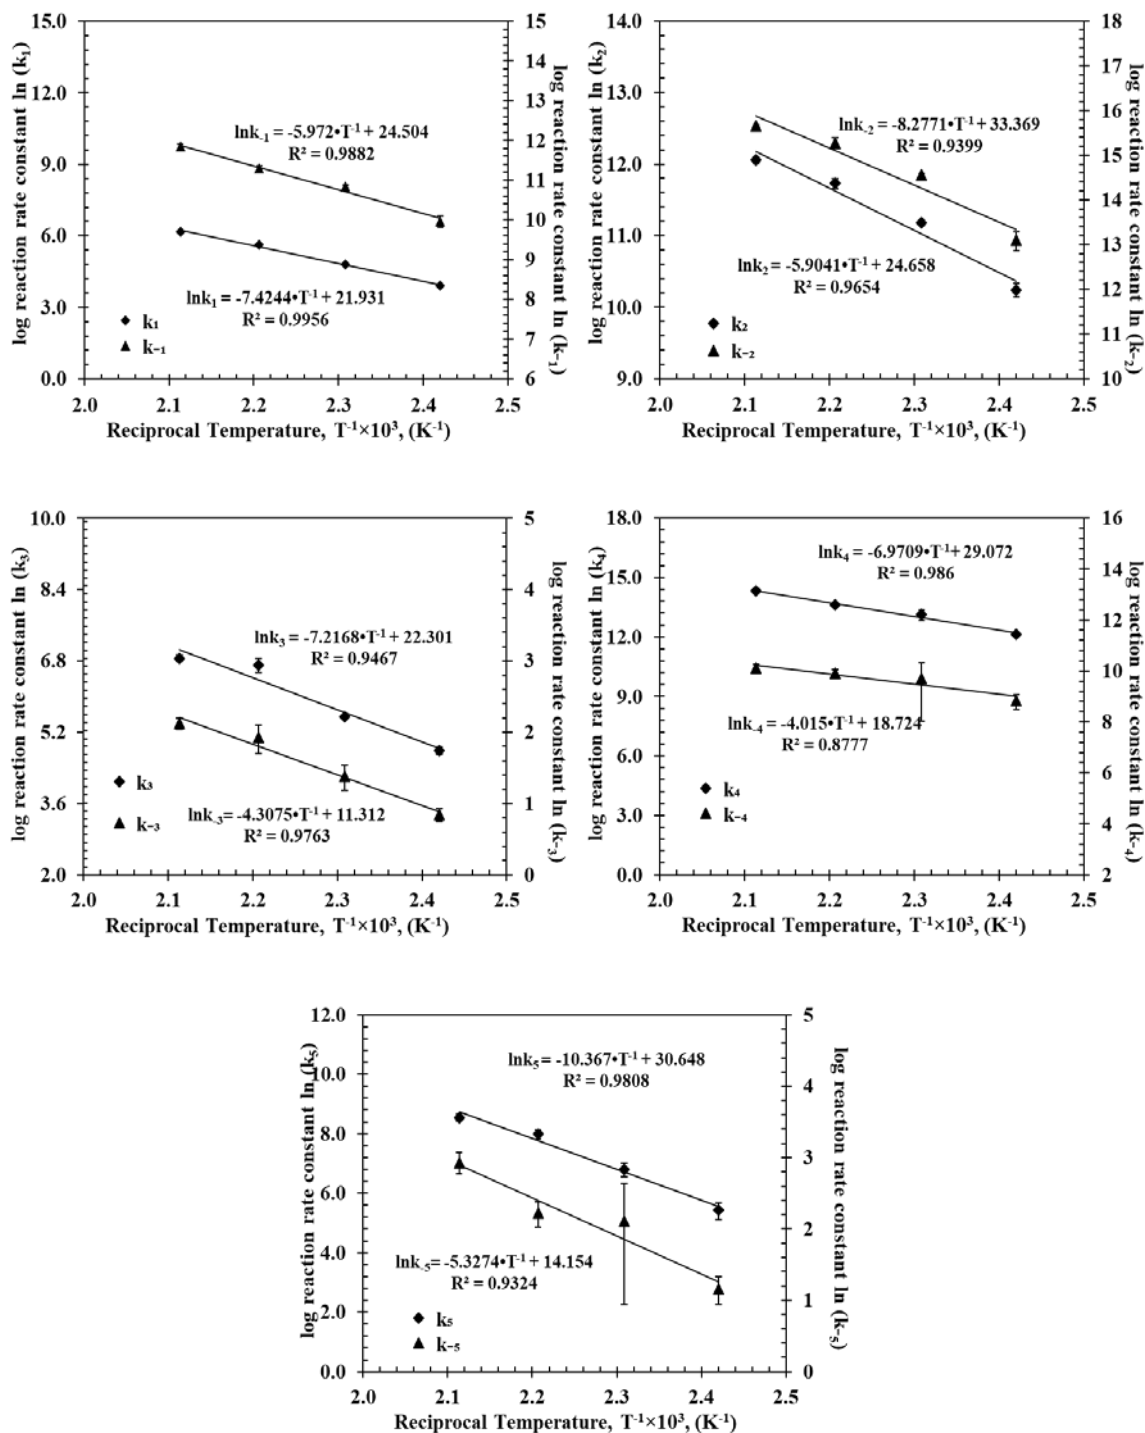 log reaction rate constant ln (k₁)
15.0
12.0
9.0
6.0
3.0
0.0
lnk₋₁ = -5.972•T⁻¹ + 24.504
R² = 0.9882
lnk₁ = -7.4244•T⁻¹ + 21.931
R² = 0.9956
k₁
k₋₁
15
14
13
12
11
10
9
8
7
6
log reaction rate constant ln (k-₁)
2.0 2.1 2.2 2.3 2.4 2.5
Reciprocal Temperature, T⁻¹×10³, (K⁻¹)
log reaction rate constant ln (k₂)
14.0
13.0
12.0
11.0
10.0
9.0
lnk₋₂ = -8.2771•T⁻¹ + 33.369
R² = 0.9399
lnk₂ = -5.9041•T⁻¹ + 24.658
R² = 0.9654
k₂
k₋₂
18
17
16
15
14
13
12
11
10
log reaction rate constant ln (k-₂)
2.0 2.1 2.2 2.3 2.4 2.5
Reciprocal Temperature, T⁻¹×10³, (K⁻¹)
log reaction rate constant ln (k₃)
10.0
8.4
6.8
5.2
3.6
2.0
lnk₃ = -7.2168•T⁻¹ + 22.301
R² = 0.9467
lnk₋₃= -4.3075•T⁻¹ + 11.312
R² = 0.9763
k₃
k₋₃
5
4
3
2
1
0
log reaction rate constant ln (k-₃)
2.0 2.1 2.2 2.3 2.4 2.5
Reciprocal Temperature, T⁻¹×10³, (K⁻¹)
log reaction rate constant ln (k₄)
18.0
15.0
12.0
9.0
6.0
3.0
0.0
lnk₄ = -6.9709•T⁻¹+ 29.072
R² = 0.986
lnk₋₄= -4.015•T⁻¹ + 18.724
R² = 0.8777
k₄
k₋₄
16
14
12
10
8
6
4
2
log reaction rate constant ln (k-₄)
2.0 2.1 2.2 2.3 2.4 2.5
Reciprocal Temperature, T⁻¹×10³, (K⁻¹)
log reaction rate constant ln (k₅)
12.0
10.0
8.0
6.0
4.0
2.0
0.0
lnk₅= -10.367•T⁻¹ + 30.648
R² = 0.9808
lnk₋₅= -5.3274•T⁻¹ + 14.154
R² = 0.9324
k₅
k₋₅
5
4
3
2
1
0
log reaction rate constant ln (k-₅)
2.0 2.1 2.2 2.3 2.4 2.5
Reciprocal Temperature, T⁻¹×10³, (K⁻¹)